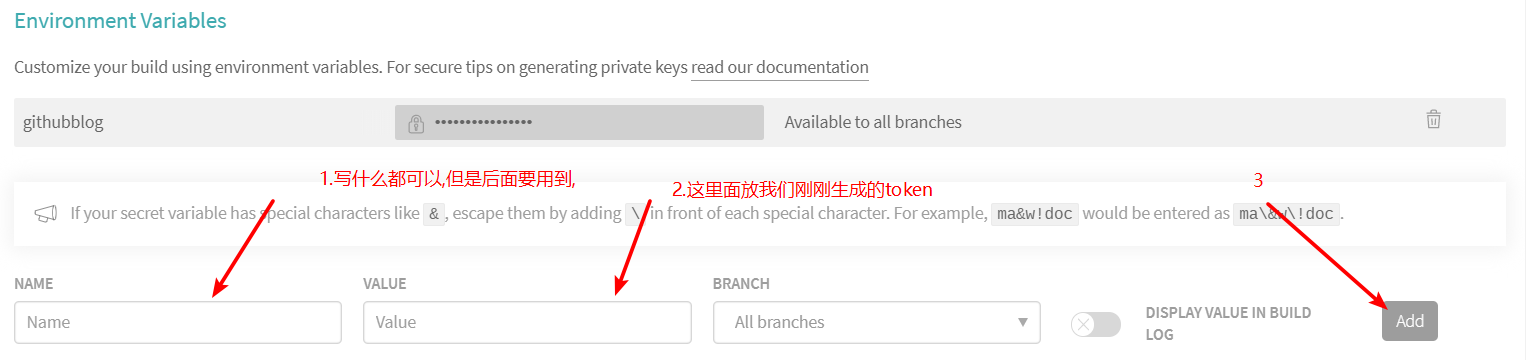 Environment Variables
Customize your build using environment variables. For secure tips on generating private keys read our documentation
githubblog •••••••••••••••• Available to all branches
1.写什么都可以,但是后面要用到,
2.这里面放我们刚刚生成的token
3
If your secret variable has special characters like & , escape them by adding \ in front of each special character. For example, ma&w!doc would be entered as ma\&w\!doc .
NAME VALUE BRANCH
Name Value All branches
DISPLAY VALUE IN BUILD
LOG
Add